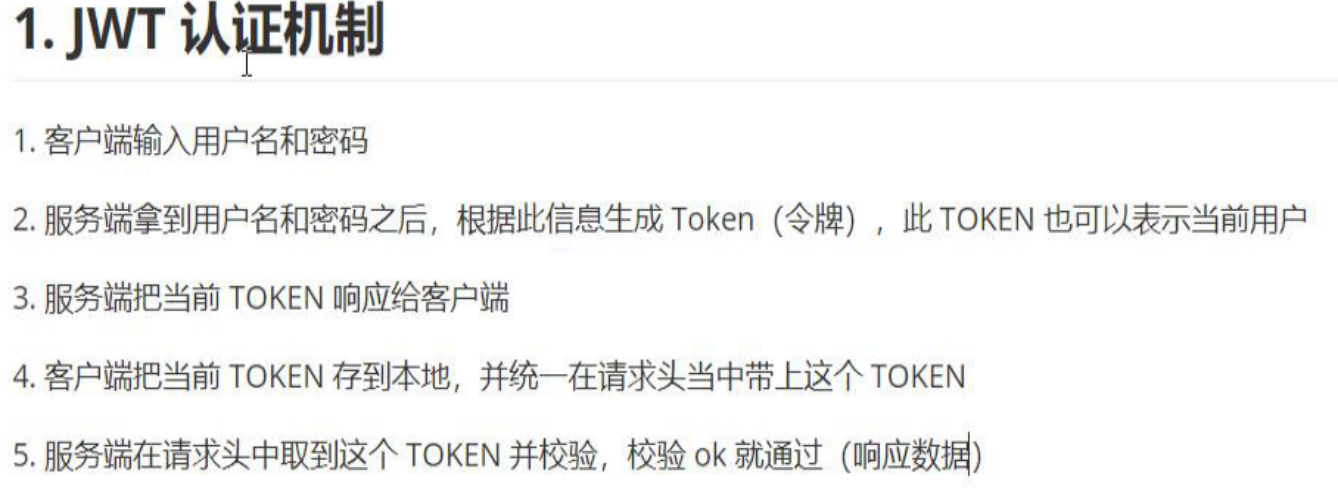 1. JWT 认证机制
1. 客户端输入用户名和密码
2. 服务端拿到用户名和密码之后，根据此信息生成 Token（令牌），此 TOKEN 也可以表示当前用户
3. 服务端把当前 TOKEN 响应给客户端
4. 客户端把当前 TOKEN 存到本地，并统一在请求头当中带上这个 TOKEN
5. 服务端在请求头中取到这个 TOKEN 并校验，校验 ok 就通过（响应数据）